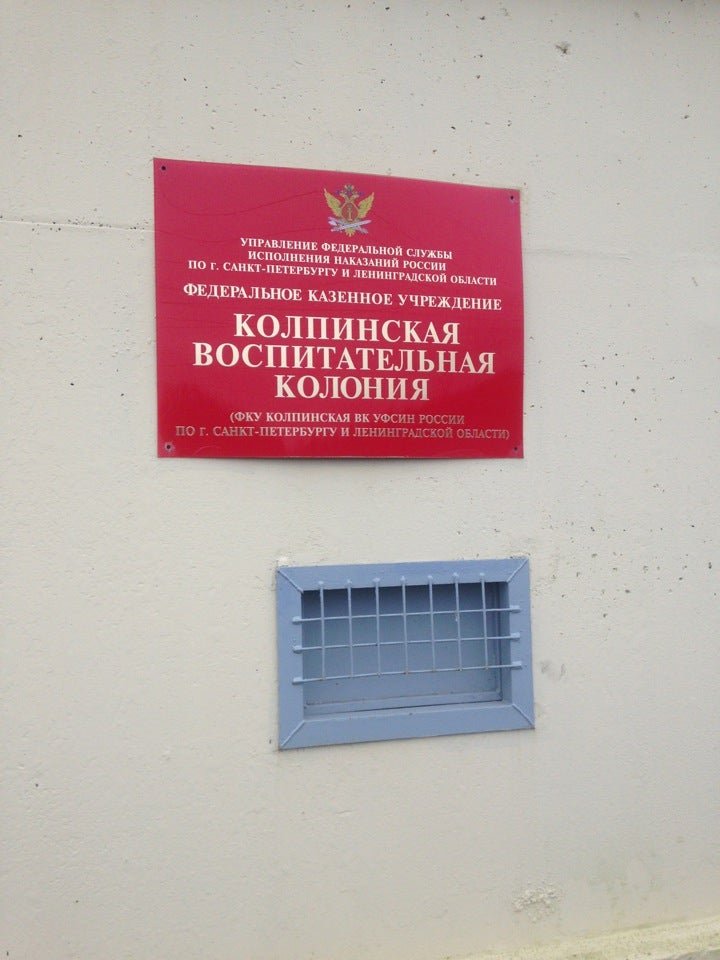 УПРАВЛЕНИЕ ФЕДЕРАЛЬНОЙ СЛУЖБЫ
ИСПОЛНЕНИЯ НАКАЗАНИЙ РОССИИ
ПО г. САНКТ-ПЕТЕРБУРГУ И ЛЕНИНГРАДСКОЙ ОБЛАСТИ
ФЕДЕРАЛЬНОЕ КАЗЕННОЕ УЧРЕЖДЕНИЕ
КОЛПИНСКАЯ
ВОСПИТАТЕЛЬНАЯ
КОЛОНИЯ
(ФКУ КОЛПИНСКАЯ ВК УФСИН РОССИИ
ПО г. САНКТ-ПЕТЕРБУРГУ И ЛЕНИНГРАДСКОЙ ОБЛАСТИ)